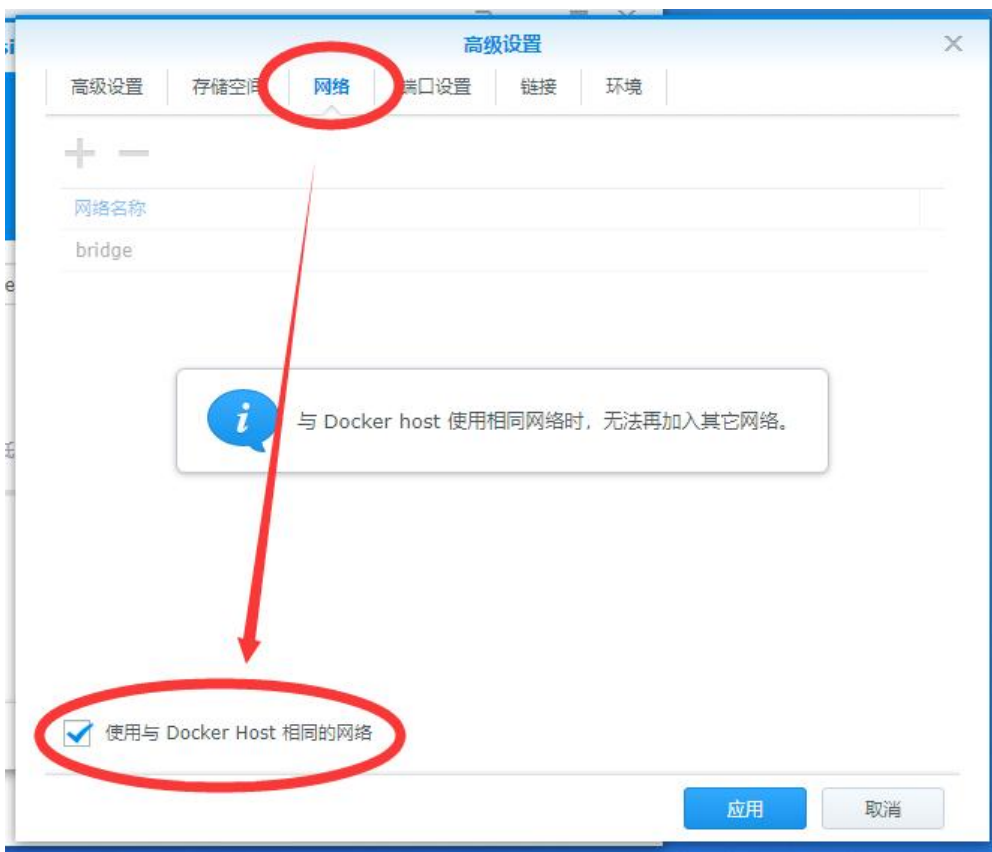 高级设置
高级设置 存储空间 网络 端口设置 链接 环境
网络名称
bridge
与 Docker host 使用相同网络时，无法再加入其它网络。
使用与 Docker Host 相同的网络
应用 取消